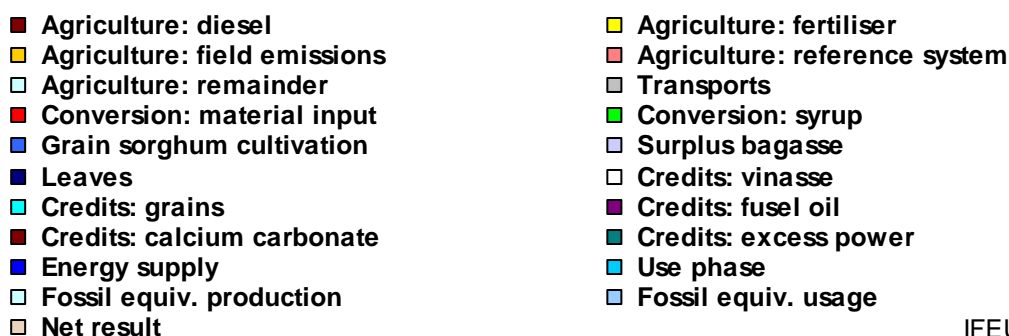 Agriculture: diesel Agriculture: fertiliser
Agriculture: field emissions Agriculture: reference system
Agriculture: remainder Transports
Conversion: material input Conversion: syrup
Grain sorghum cultivation Surplus bagasse
Leaves Credits: vinasse
Credits: grains Credits: fusel oil
Credits: calcium carbonate Credits: excess power
Energy supply Use phase
Fossil equiv. production Fossil equiv. usage
Net result IFEU